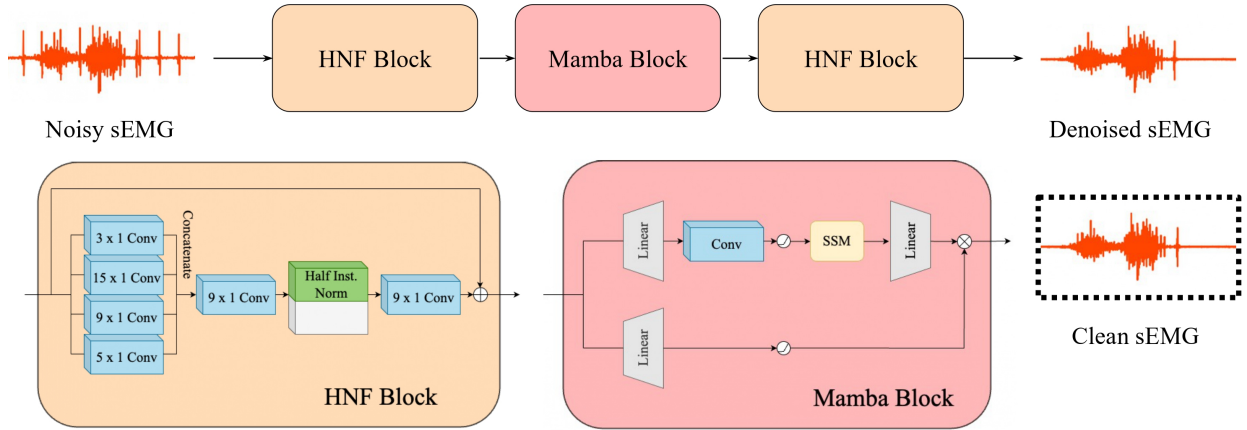 HNF Block
Mamba Block
HNF Block
Noisy sEMG
Denoised sEMG
3 x 1 Conv
15 x 1 Conv
9 x 1 Conv
5 x 1 Conv
Concatenate
9 x 1 Conv
Half Inst.
Norm
9 x 1 Conv
HNF Block
Linear
Conv
SSM
Linear
Linear
Mamba Block
Clean sEMG